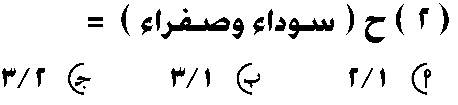 (٢) ح ( سوداء وصفراء ) =
أ) ٢/١ ب) ٣/١ ج) ٣/٢